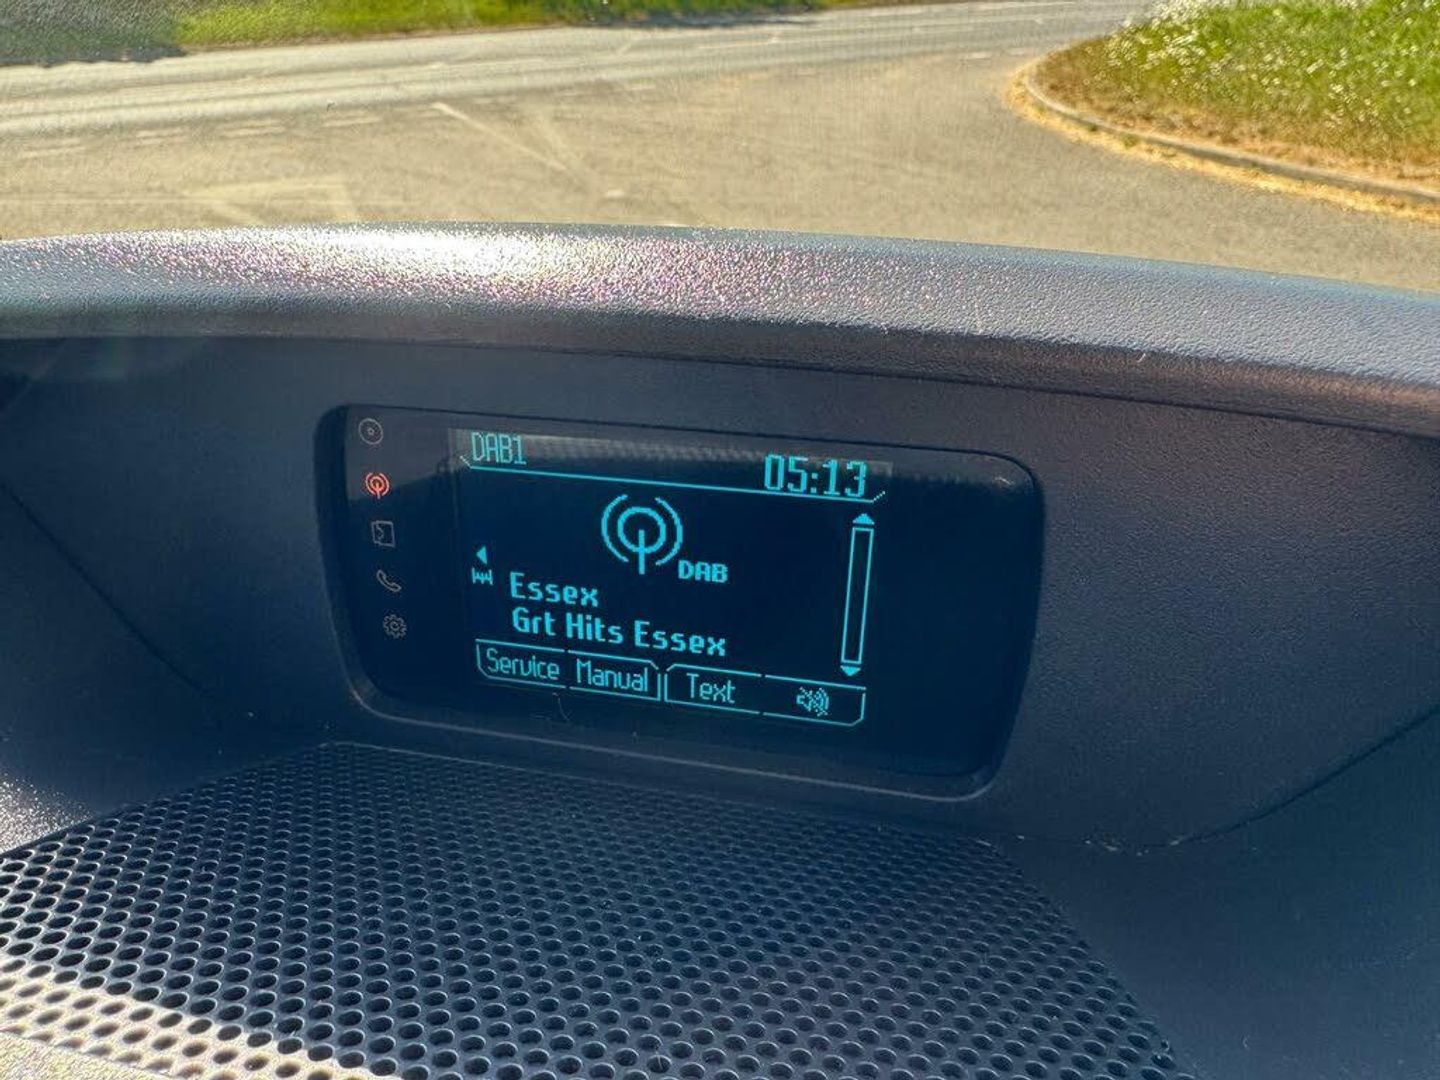 DAB1 05:13
DAB
Essex
Grt Hits Essex
Service Manual Text